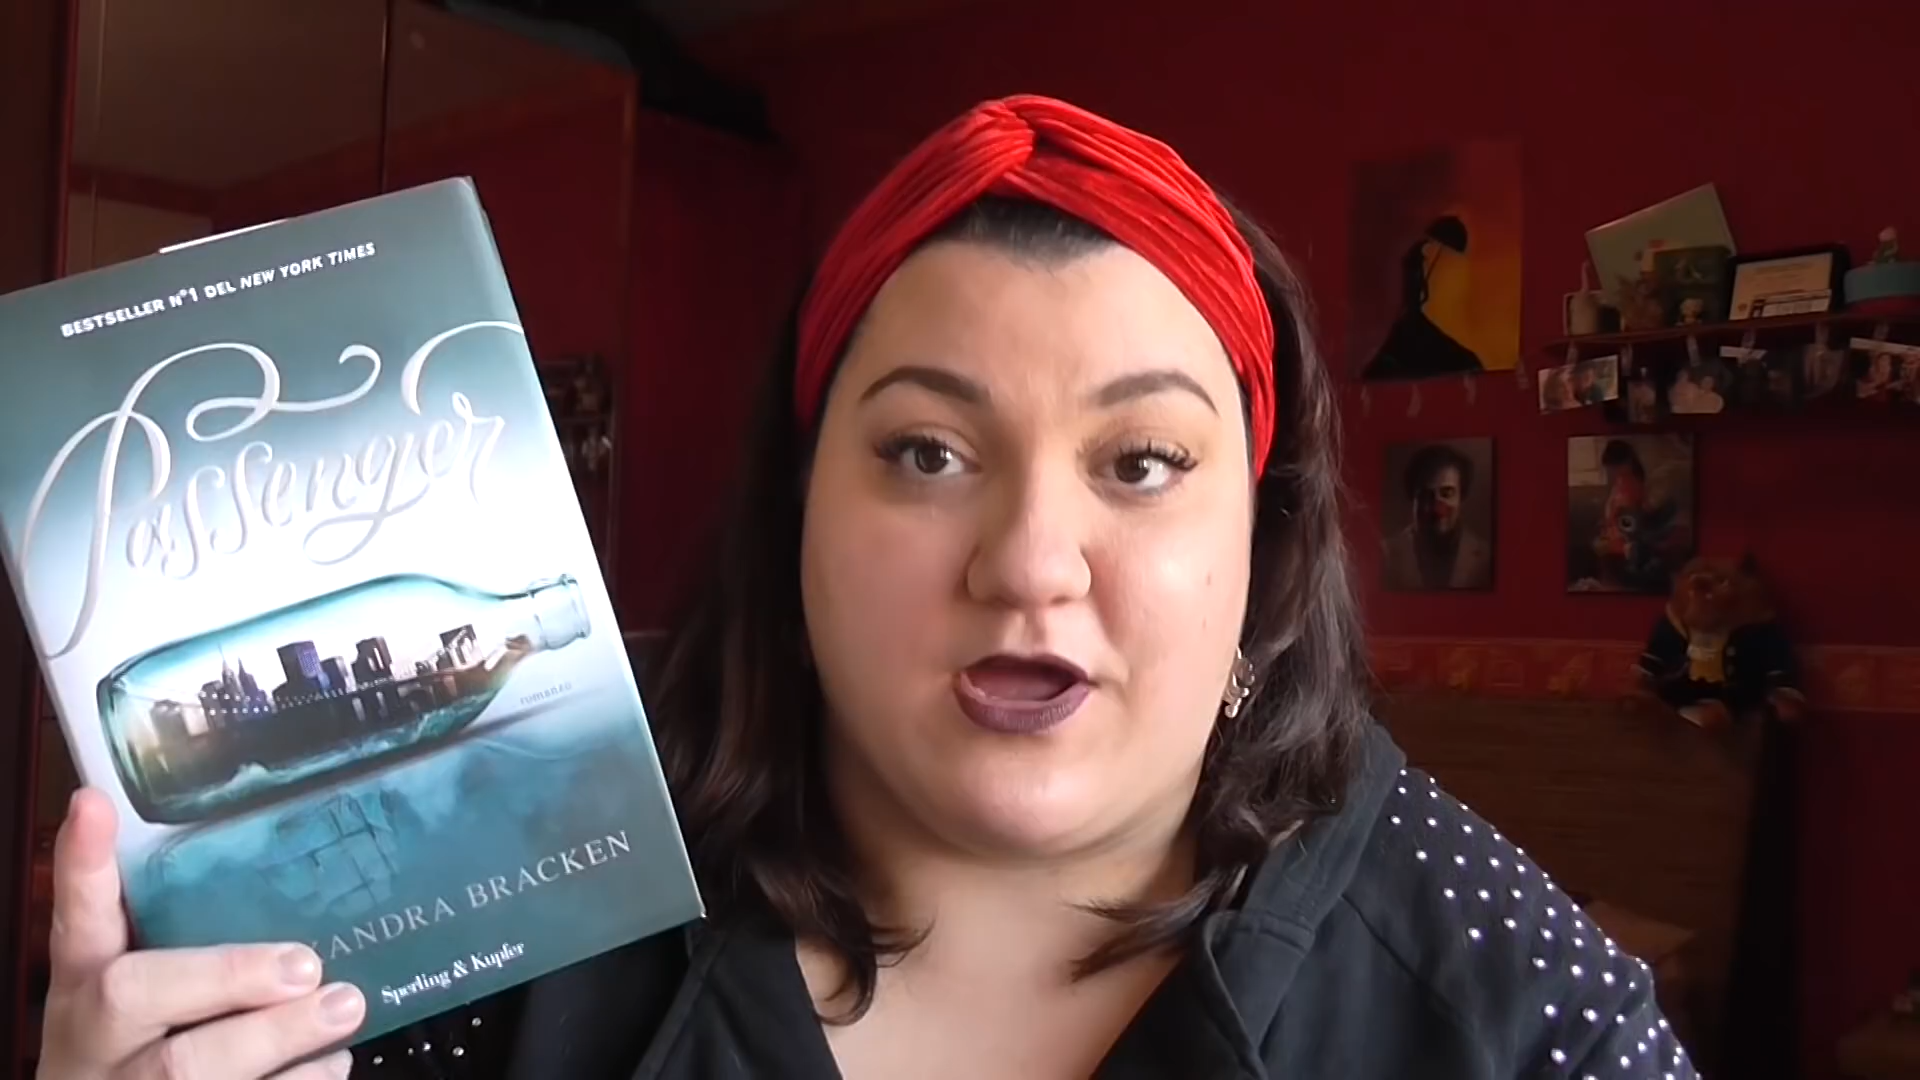 BESTSELLER N°1 DEL NEW YORK TIMES
Passenger
romanzo
XANDRA BRACKEN
Sperling & Kupfer